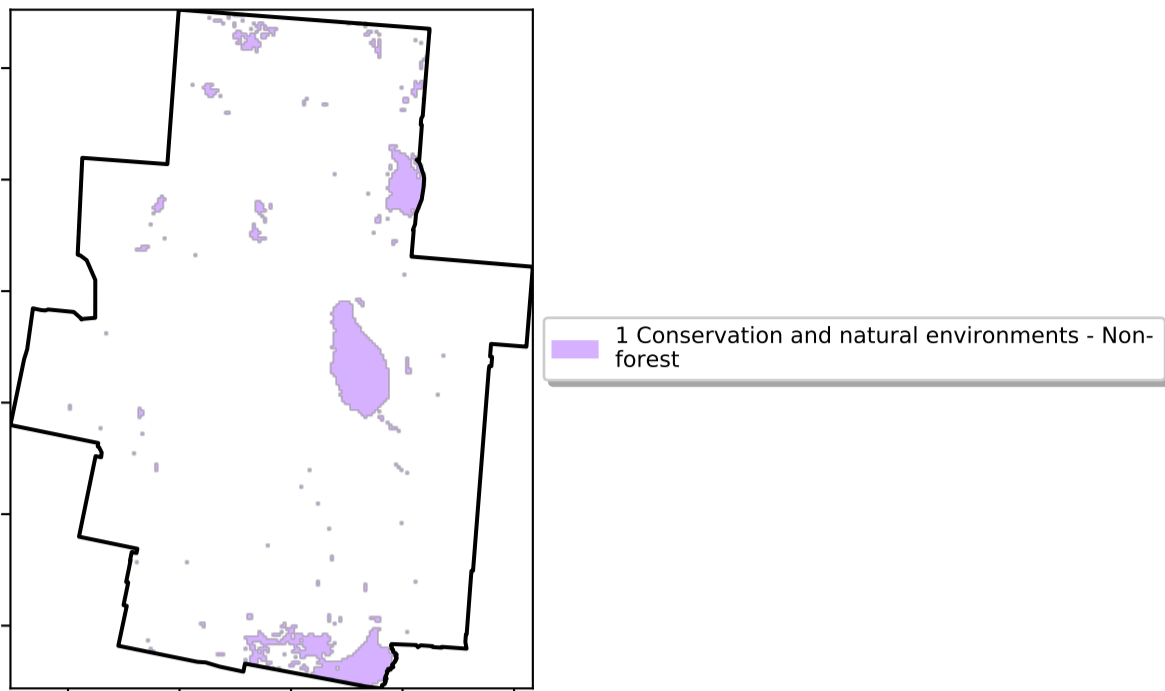 1 Conservation and natural environments - Non-
forest